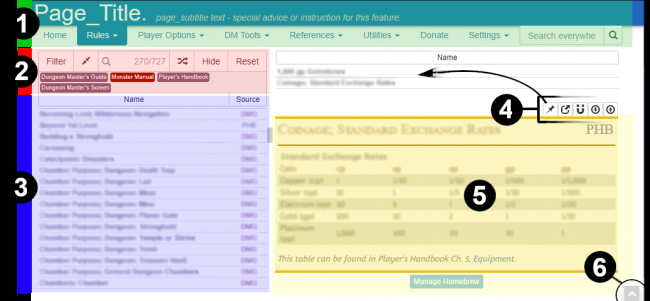 Page_Title. page_subtitle text - special advice or instruction for this feature.
1
Home Rules Player Options DM Tools References Utilities Donate Settings Search everywhe
2
Filter 270/727 Hide Reset
Dungeon Master's Guide Monster Manual Player's Handbook
Dungeon Master's Screen
Name Source
3
Becoming Lost; Wilderness Navigation DMG
Beyond 1st Level PHB
Building a Stronghold DMG
Carousing DMG
Cataclysmic Disasters DMG
Chamber Purpose; Dungeon: Death Trap DMG
Chamber Purpose; Dungeon: Lair DMG
Chamber Purpose; Dungeon: Maze DMG
Chamber Purpose; Dungeon: Mine DMG
Chamber Purpose; Dungeon: Planar Gate DMG
Chamber Purpose; Dungeon: Stronghold DMG
Chamber Purpose; Dungeon: Temple or Shrine DMG
Chamber Purpose; Dungeon: Tomb DMG
Chamber Purpose; Dungeon: Treasure Vault DMG
Chamber Purpose; General Dungeon Chambers DMG
Chambers; Chamber DMG
Name
1,000 gp Gemstones
Coinage; Standard Exchange Rates
4
Coinage; Standard Exchange Rates PHB
Standard Exchange Rates
Coin cp sp ep gp pp
Copper (cp) 1 1/10 1/50 1/100 1/1,000
Silver (sp) 10 1 1/5 1/10 1/100
Electrum (ep) 50 5 1 1/2 1/20
Gold (gp) 100 10 2 1 1/10
Platinum (pp) 1,000 100 20 10 1
5
This table can be found in Player's Handbook Ch. 5, Equipment.
Manage Homebrew
6